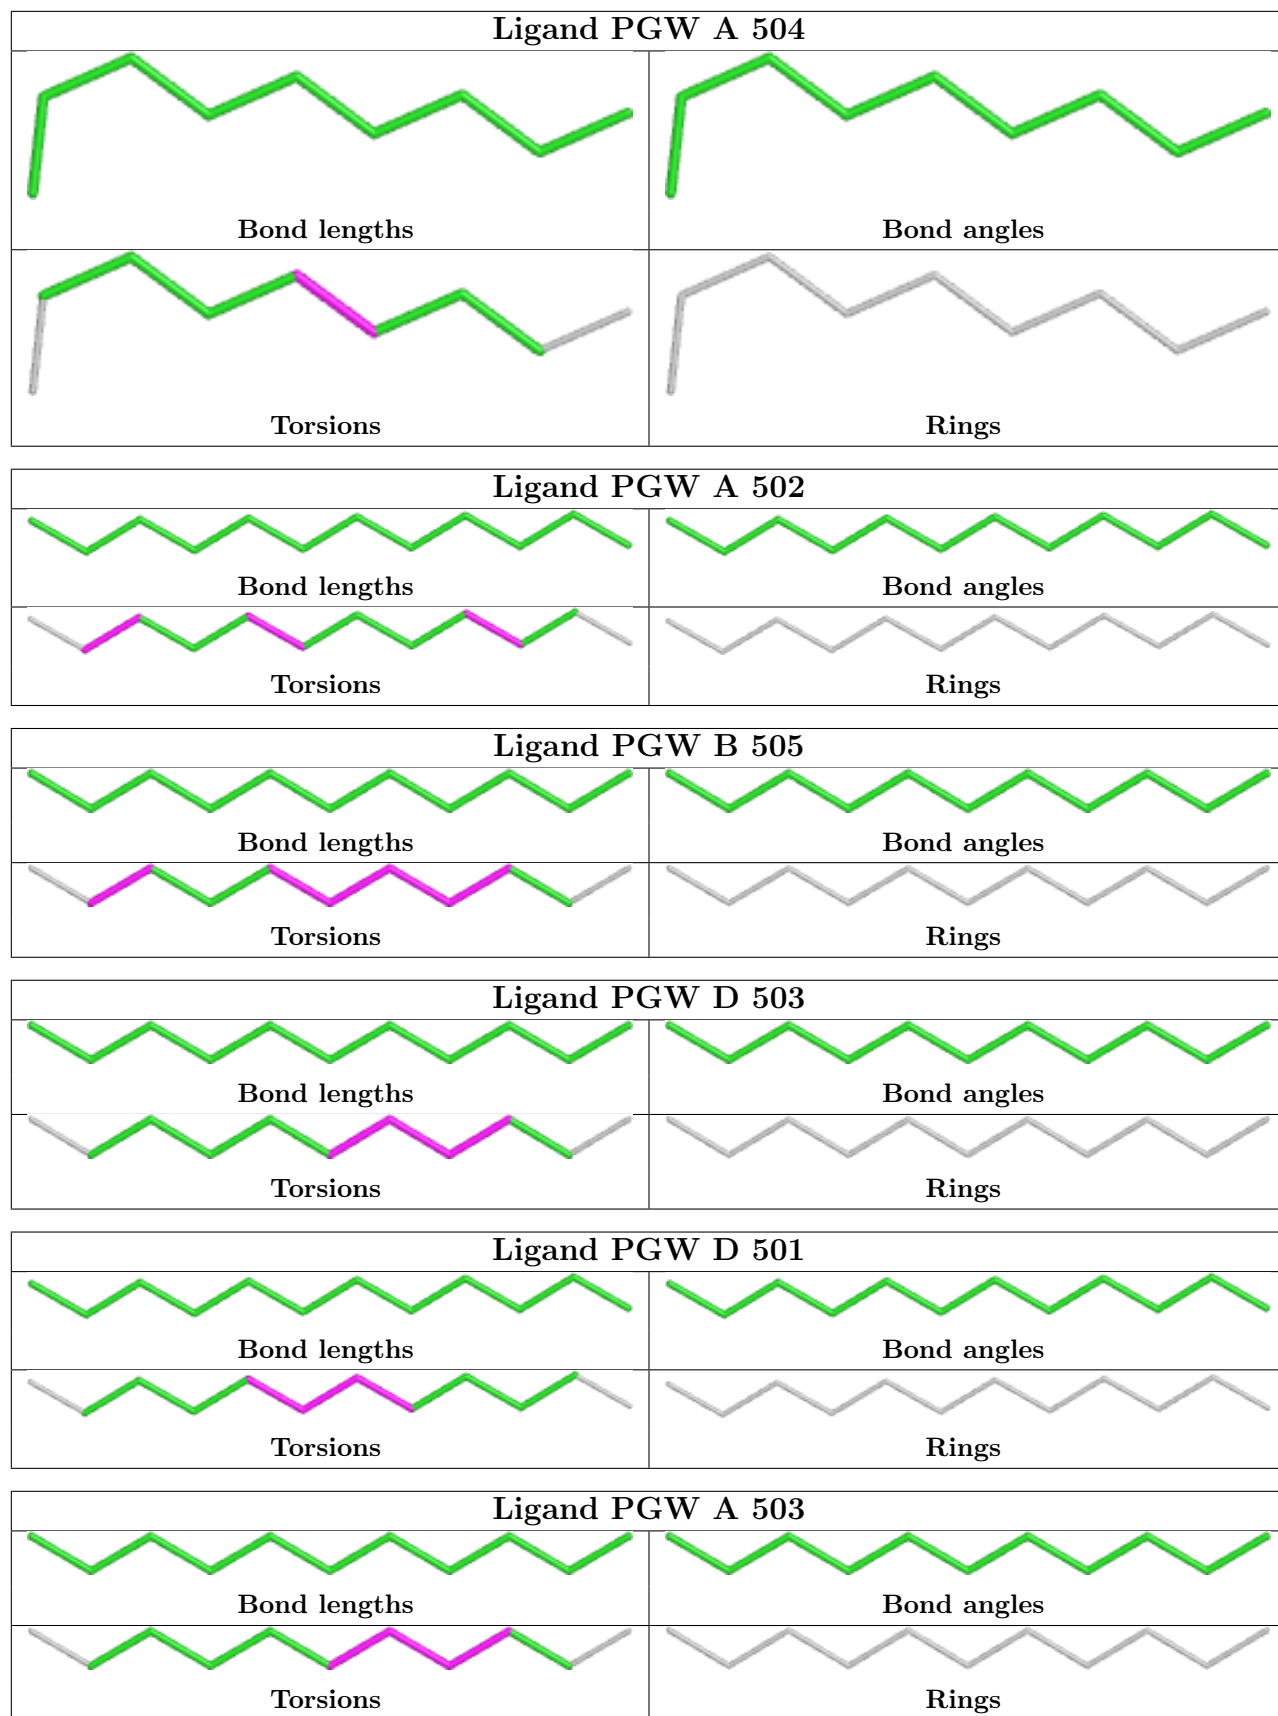 Ligand PGW A 504
Bond lengths
Bond angles
Torsions
Rings
Ligand PGW A 502
Bond lengths
Bond angles
Torsions
Rings
Ligand PGW B 505
Bond lengths
Bond angles
Torsions
Rings
Ligand PGW D 503
Bond lengths
Bond angles
Torsions
Rings
Ligand PGW D 501
Bond lengths
Bond angles
Torsions
Rings
Ligand PGW A 503
Bond lengths
Bond angles
Torsions
Rings